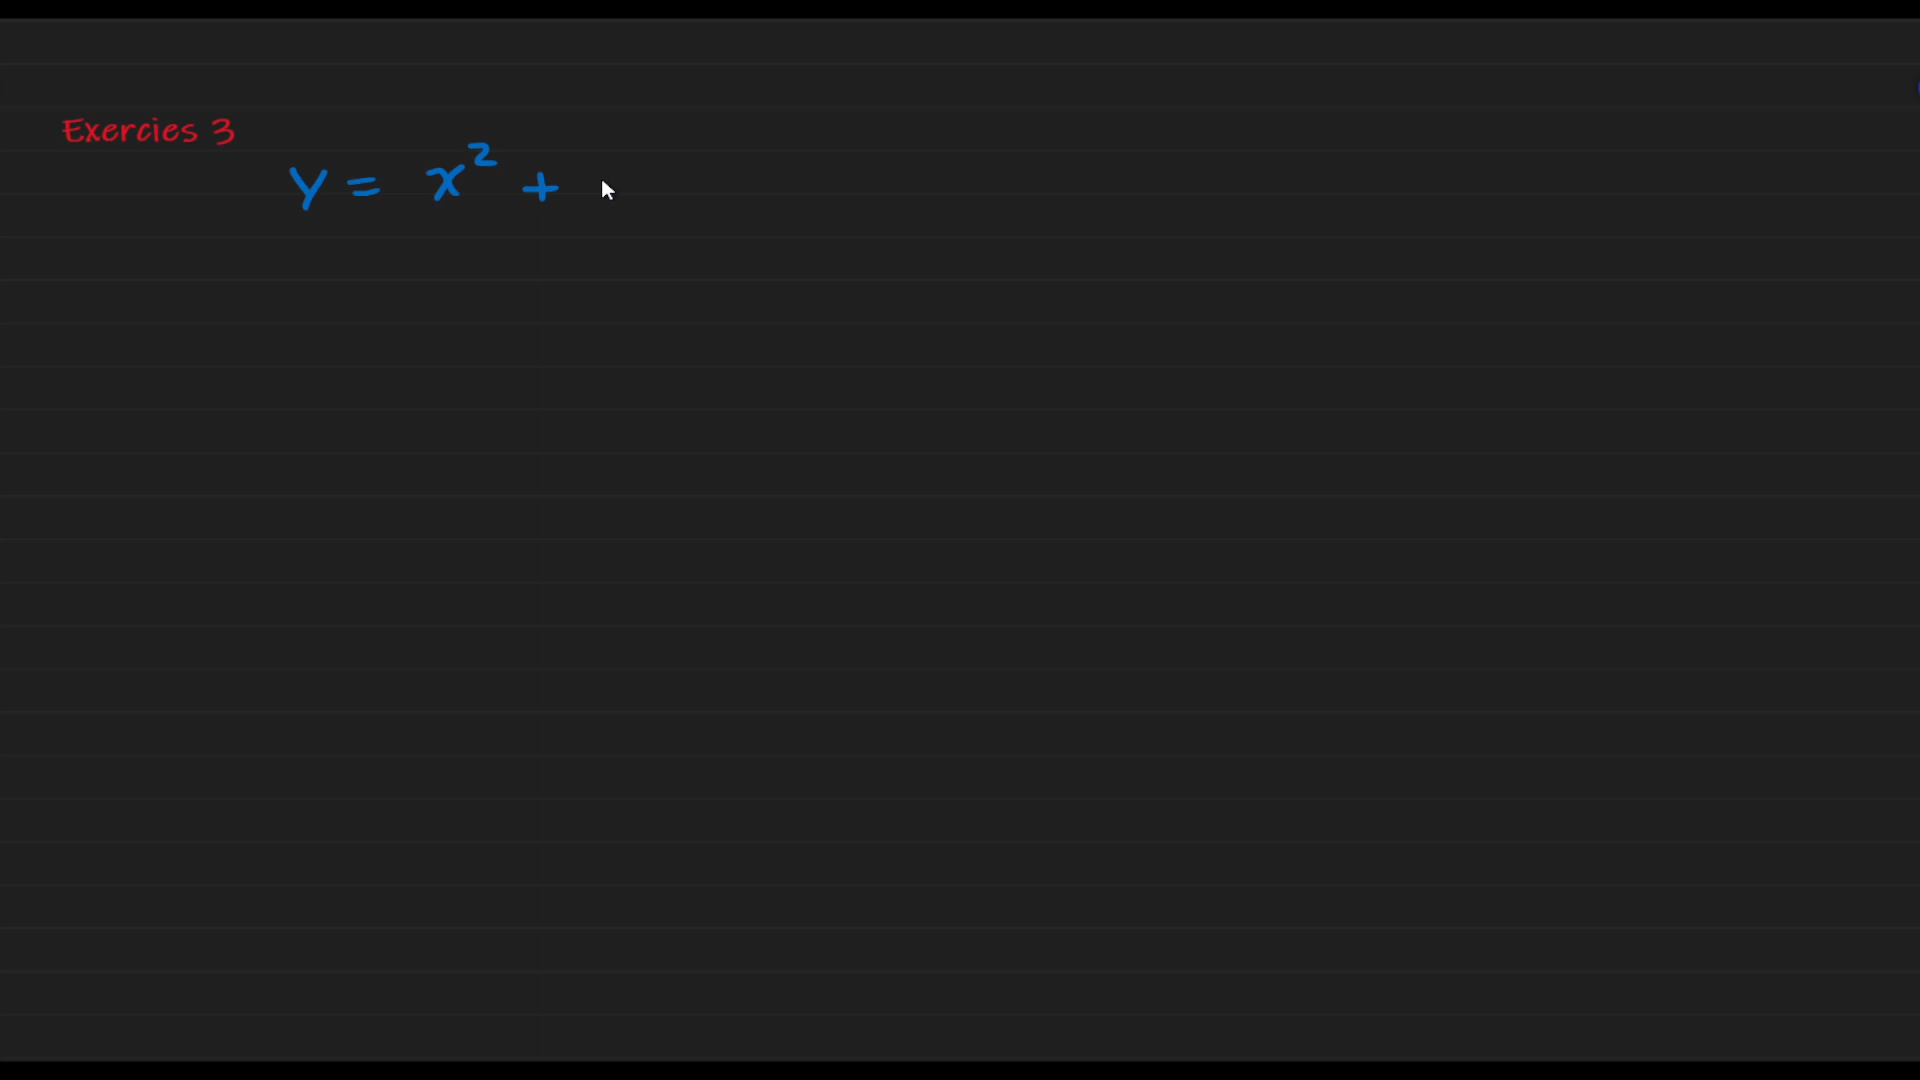 Exercies 3
y = x² +